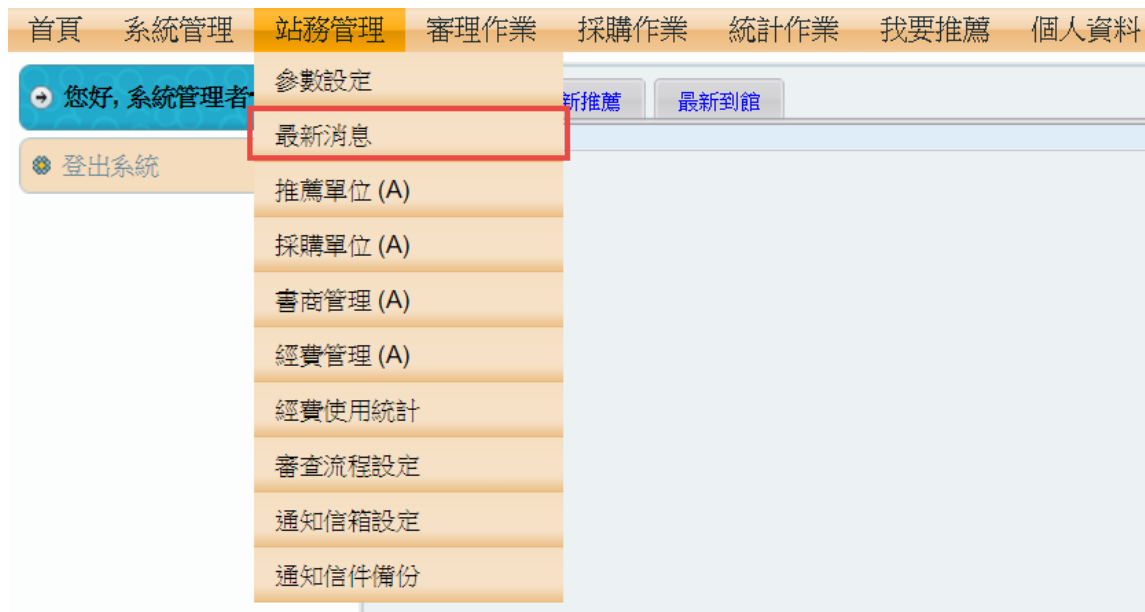 首頁 系統管理 站務管理 審理作業 採購作業 統計作業 我要推薦 個人資料
您好, 系統管理者
新推薦 最新到館
登出系統
參數設定
最新消息
推薦單位 (A)
採購單位 (A)
書商管理 (A)
經費管理 (A)
經費使用統計
審查流程設定
通知信箱設定
通知信件備份